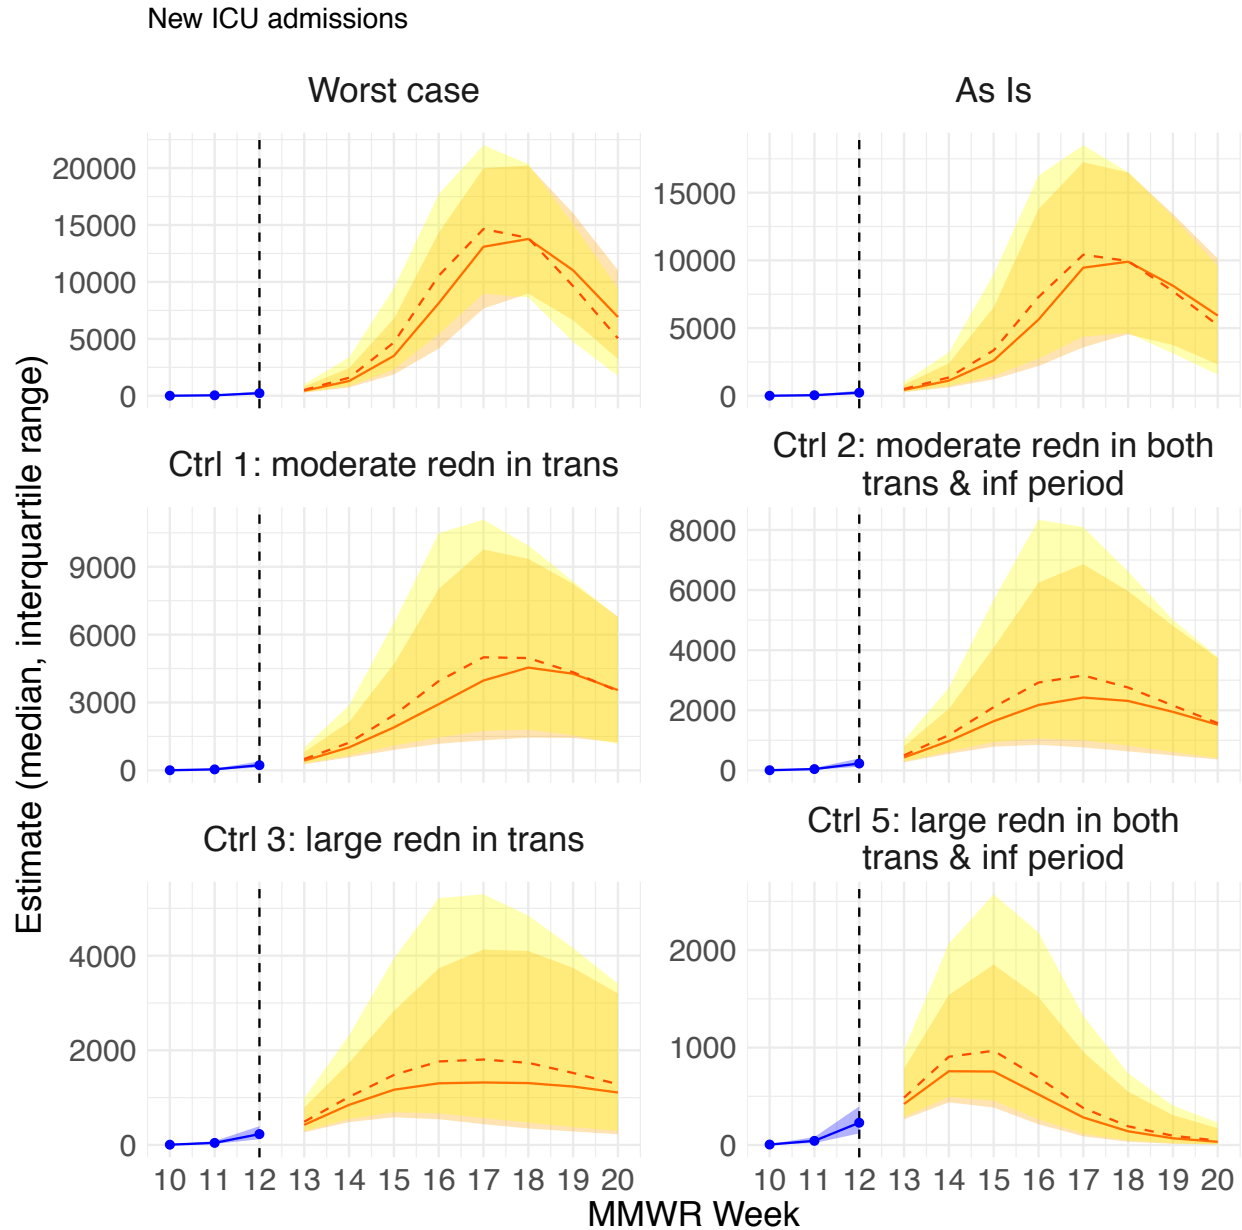 New ICU admissions
Worst case
As Is
20000
15000
10000
5000
0
15000
10000
5000
0
Estimate (median, interquartile range)
Ctrl 1: moderate redn in trans
Ctrl 2: moderate redn in both
trans & inf period
9000
6000
3000
0
8000
6000
4000
2000
0
Ctrl 3: large redn in trans
Ctrl 5: large redn in both
trans & inf period
4000
2000
0
2000
1000
0
10 11 12 13 14 15 16 17 18 19 20
10 11 12 13 14 15 16 17 18 19 20
MMWR Week